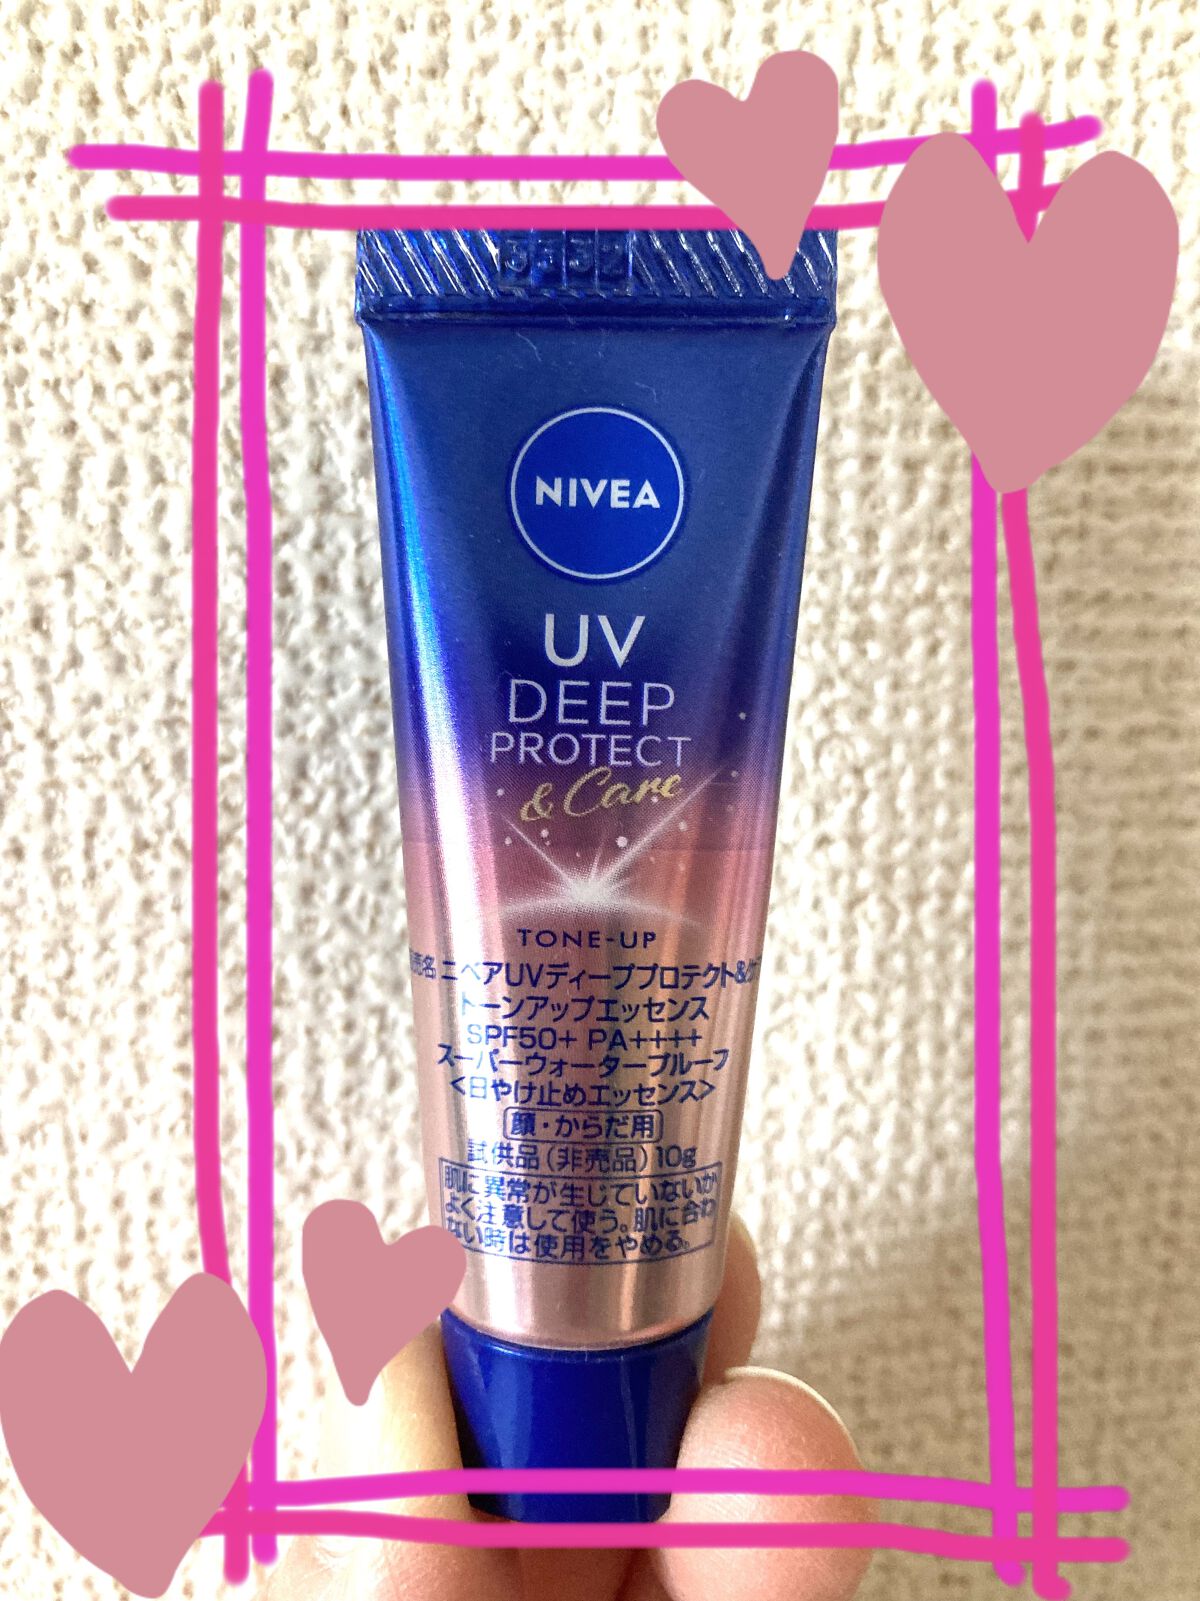 NIVEA
UV
DEEP
PROTECT
& Care
TONE-UP
販売名 ニベアUVディーププロテクト&ケア
トーンアップエッセンス
SPF50+ PA++++
スーパーウォータープルーフ
<日やけ止めエッセンス>
顔・からだ用
試供品(非売品)10g
肌に異常が生じていないか
よく注意して使う。肌に合わ
ない時は使用をやめる。